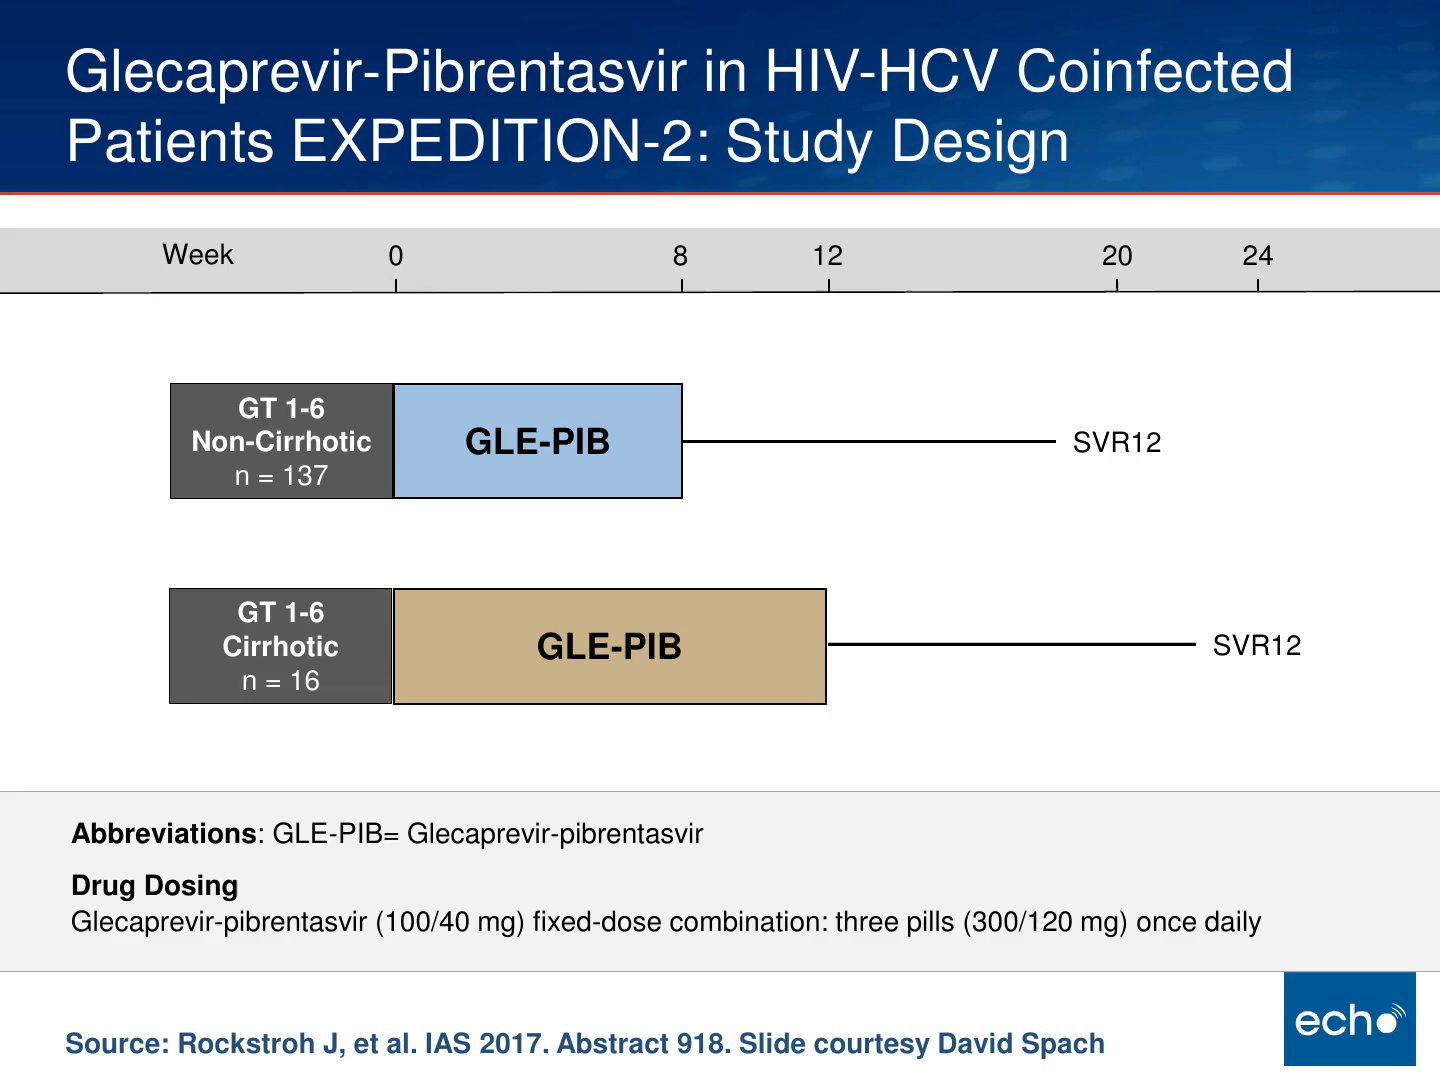 Glecaprevir-Pibrentasvir in HIV-HCV Coinfected
Patients EXPEDITION-2: Study Design
Week 0 8 12 20 24
GT 1-6
Non-Cirrhotic
n = 137
GLE-PIB
SVR12
GT 1-6
Cirrhotic
n = 16
GLE-PIB
SVR12
Abbreviations: GLE-PIB= Glecaprevir-pibrentasvir
Drug Dosing
Glecaprevir-pibrentasvir (100/40 mg) fixed-dose combination: three pills (300/120 mg) once daily
echo
Source: Rockstroh J, et al. IAS 2017. Abstract 918. Slide courtesy David Spach